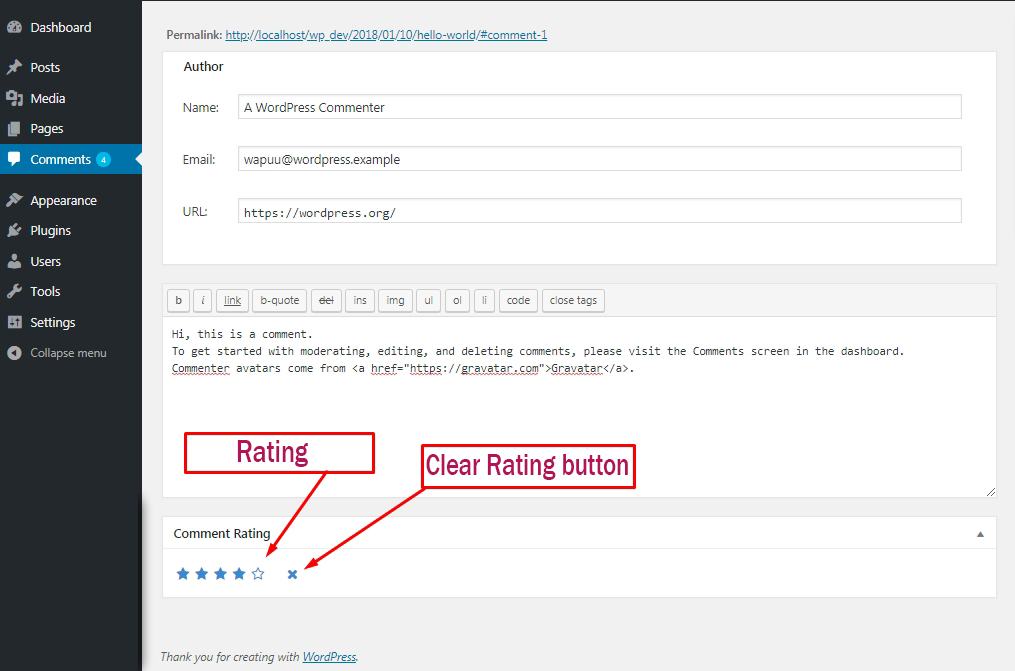 Dashboard
Posts
Media
Pages
Comments 4
Appearance
Plugins
Users
Tools
Settings
Collapse menu
Permalink: http://localhost/wp_dev/2018/01/10/hello-world/#comment-1
Author
Name: A WordPress Commenter
Email: wapuu@wordpress.example
URL: https://wordpress.org/
b i link b-quote del ins img ul ol li code close tags
Hi, this is a comment.
To get started with moderating, editing, and deleting comments, please visit the Comments screen in the dashboard.
Commenter avatars come from <a href="https://gravatar.com">Gravatar</a>.
Rating
Clear Rating button
Comment Rating
Thank you for creating with WordPress.